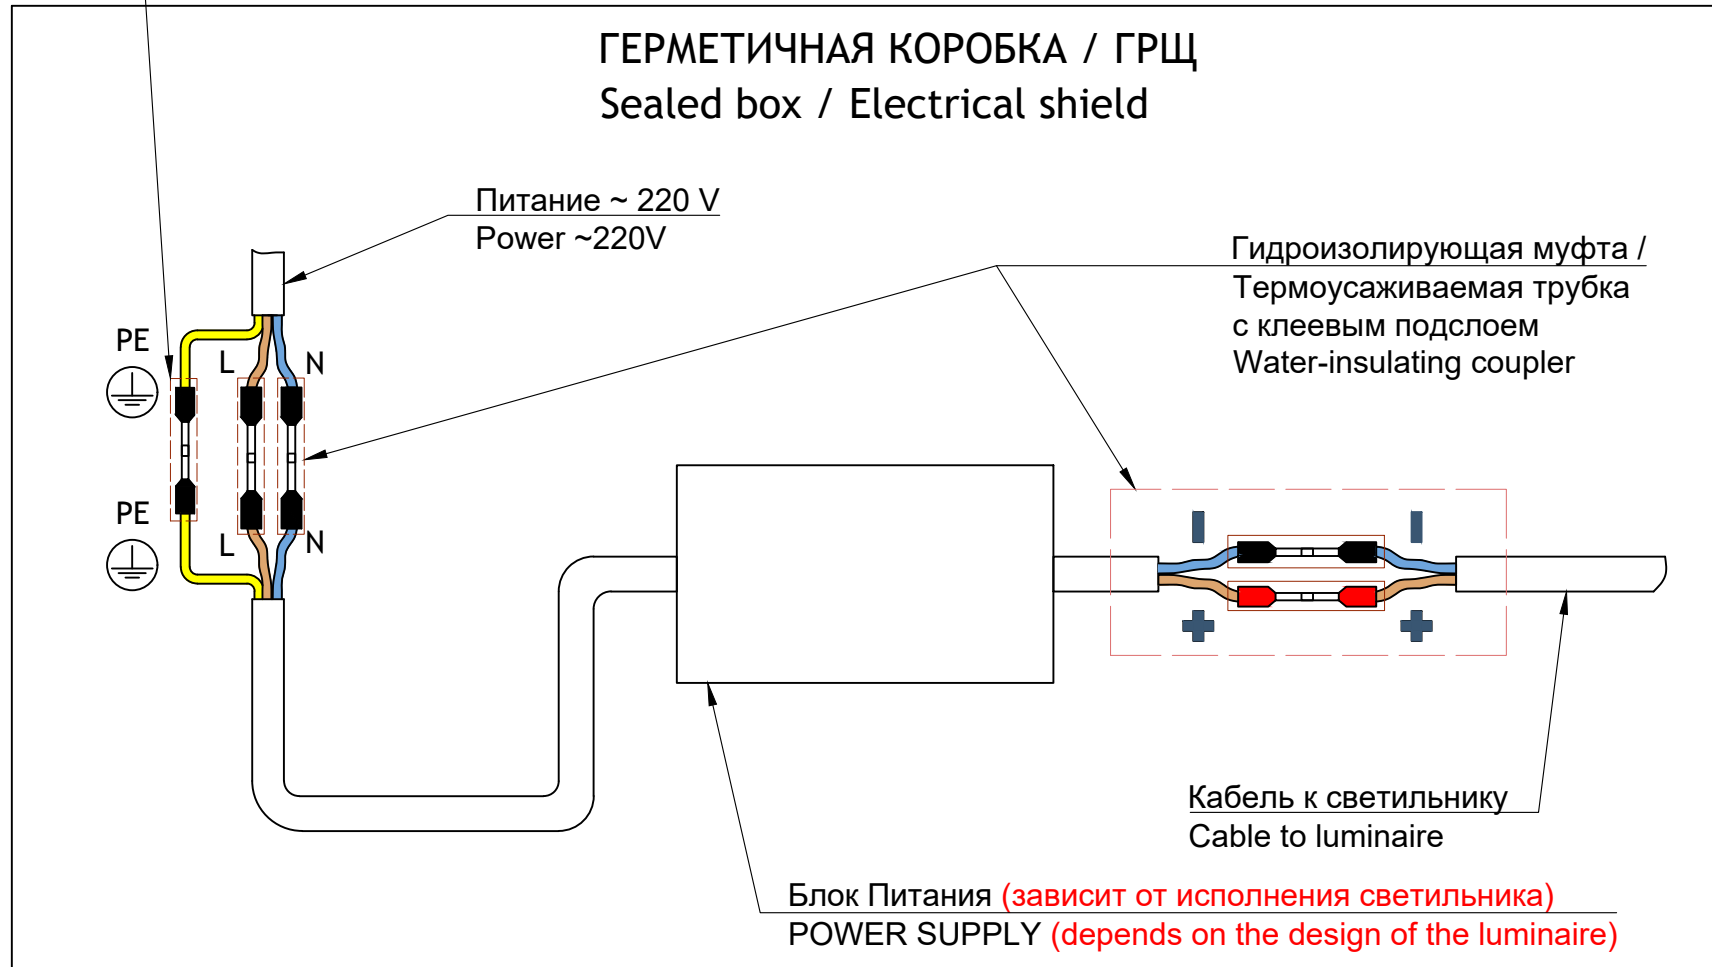 ГЕРМЕТИЧНАЯ КОРОБКА / ГРЩ
Sealed box / Electrical shield
Питание ~ 220 V
Power ~220V
Гидроизолирующая муфта /
Термоусаживаемая трубка
с клеевым подслоем
Water-insulating coupler
PE
L
N
PE
L
N
Кабель к светильнику
Cable to luminaire
Блок Питания (зависит от исполнения светильника)
POWER SUPPLY (depends on the design of the luminaire)